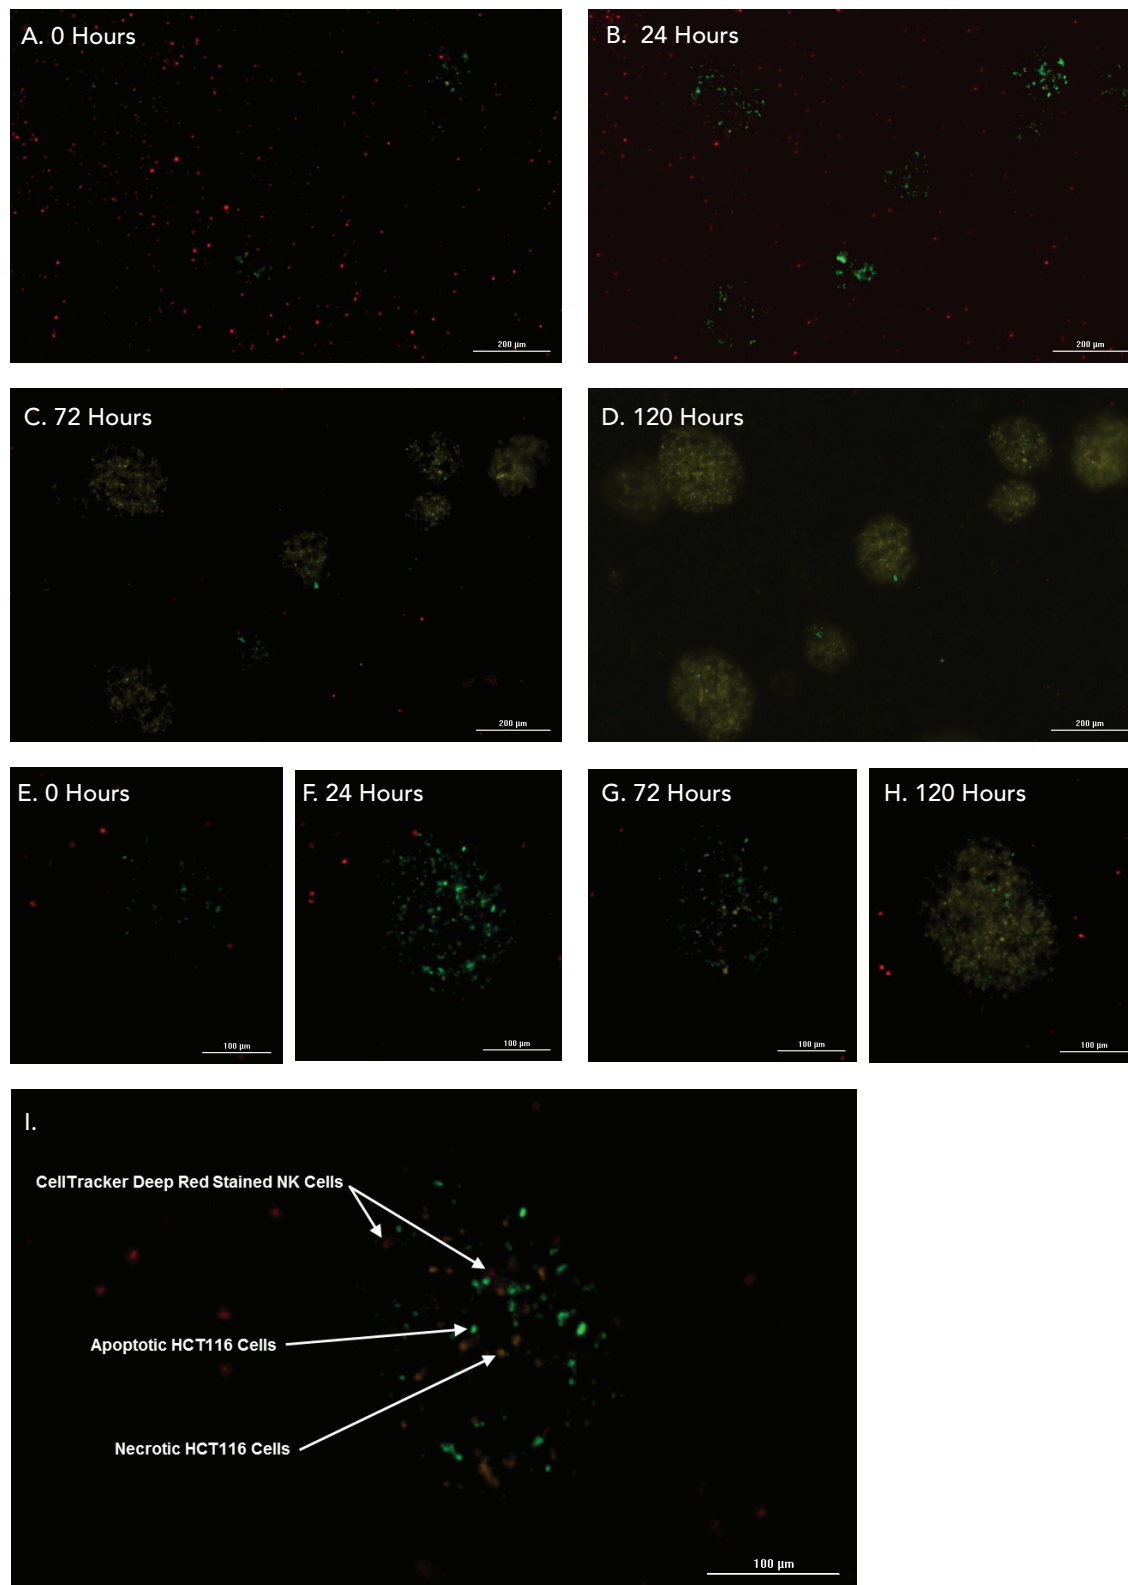 A. 0 Hours
200 µm
B.  24 Hours
200 µm
C. 72 Hours
200 µm
D. 120 Hours
200 µm
E. 0 Hours
100 µm
F. 24 Hours
100 µm
G. 72 Hours
100 µm
H. 120 Hours
100 µm
I.
CellTracker Deep Red Stained NK Cells
Apoptotic HCT116 Cells
Necrotic HCT116 Cells
100 µm